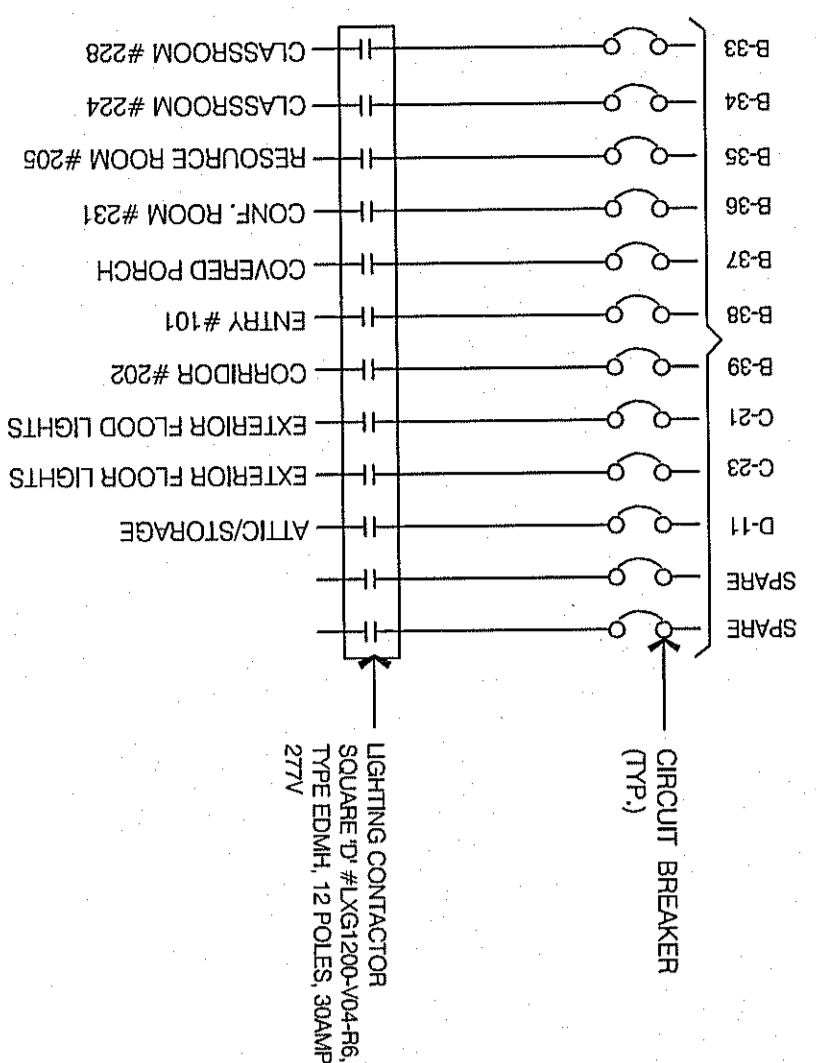 CLASSROOM #228
B-33
CLASSROOM #224
B-34
RESOURCE ROOM #205
B-35
CONF. ROOM #231
B-36
COVERED PORCH
B-37
ENTRY #101
B-38
CORRIDOR #202
B-39
EXTERIOR FLOOD LIGHTS
C-21
EXTERIOR FLOOR LIGHTS
C-23
ATTIC/STORAGE
D-11
SPARE
SPARE
LIGHTING CONTACTOR
SQUARE 'D' #LXG1200-V04-R6,
TYPE EDMH, 12 POLES, 30AMP
277V
CIRCUIT BREAKER
(TYP.)